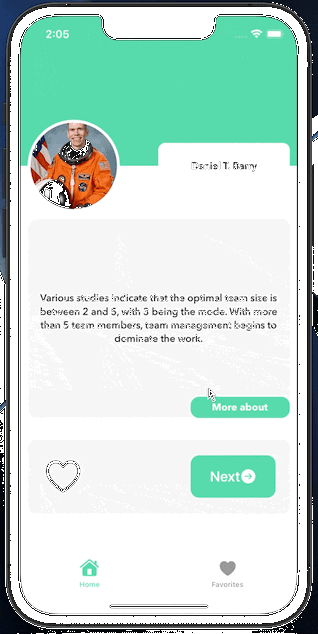 2:05
Daniel T. Barry
Various studies indicate that the optimal team size is
between 2 and 5, with 3 being the mode. With more
than 5 team members, team management begins to
dominate the work.
More about
Next
Home
Favorites